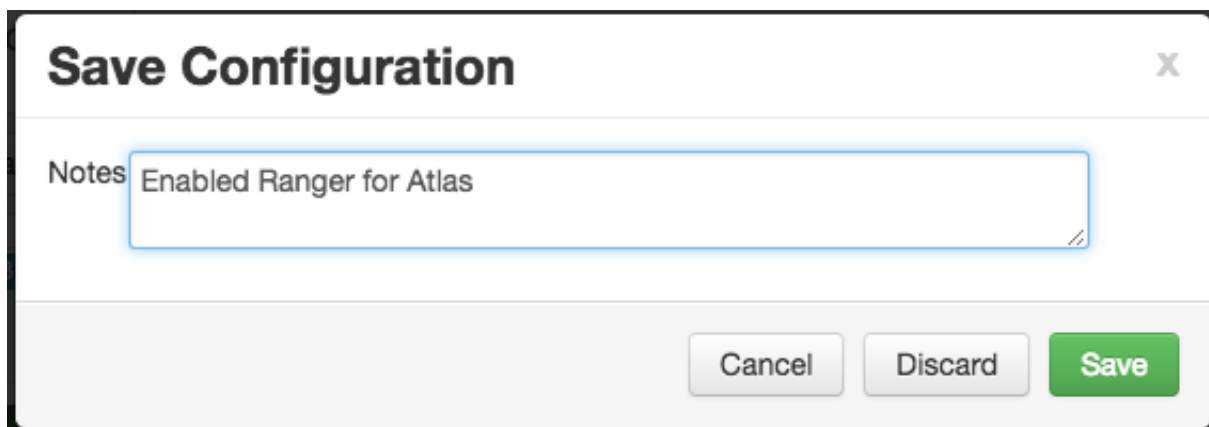 Save Configuration
x
Notes
Enabled Ranger for Atlas
Cancel Discard Save